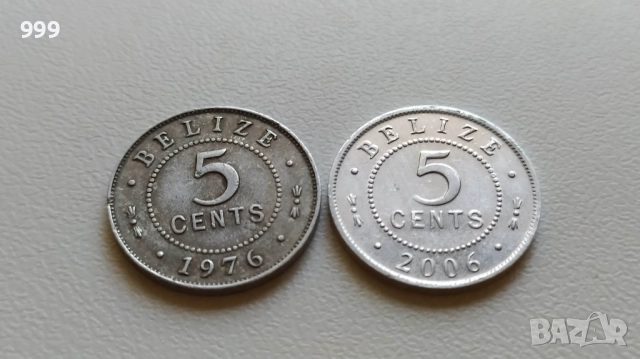 999
BELIZE
5
CENTS
1976
BELIZE
5
CENTS
2006
BAZAR
.bg